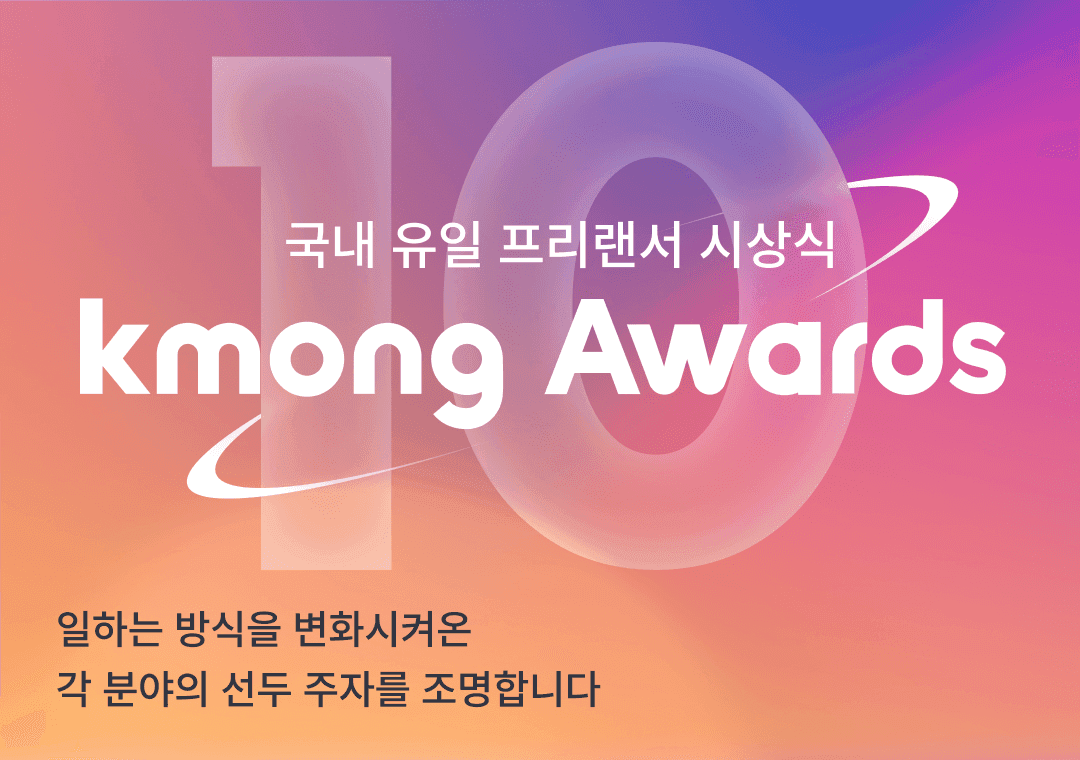 10
국내 유일 프리랜서 시상식
kmong Awards
일하는 방식을 변화시켜온
각 분야의 선두 주자를 조명합니다